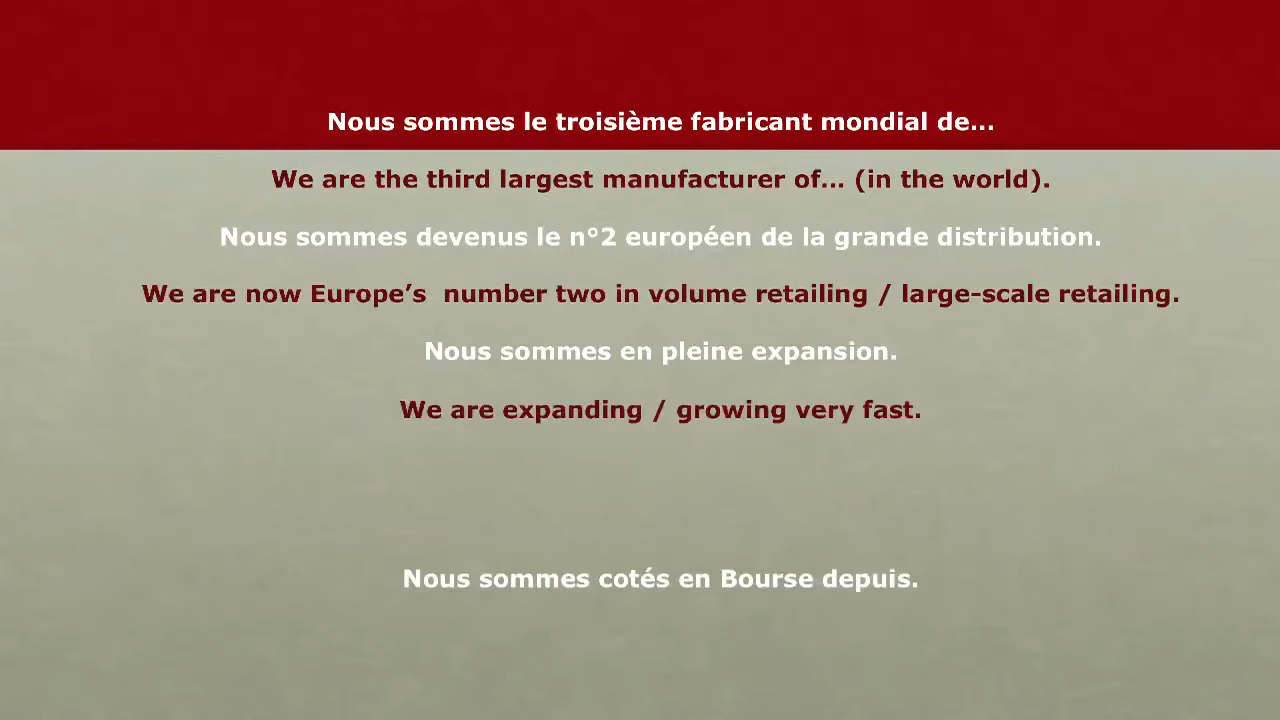 Nous sommes le troisième fabricant mondial de...
We are the third largest manufacturer of... (in the world).
Nous sommes devenus le n°2 européen de la grande distribution.
We are now Europe’s  number two in volume retailing / large-scale retailing.
Nous sommes en pleine expansion.
We are expanding / growing very fast.
Nous sommes cotés en Bourse depuis.